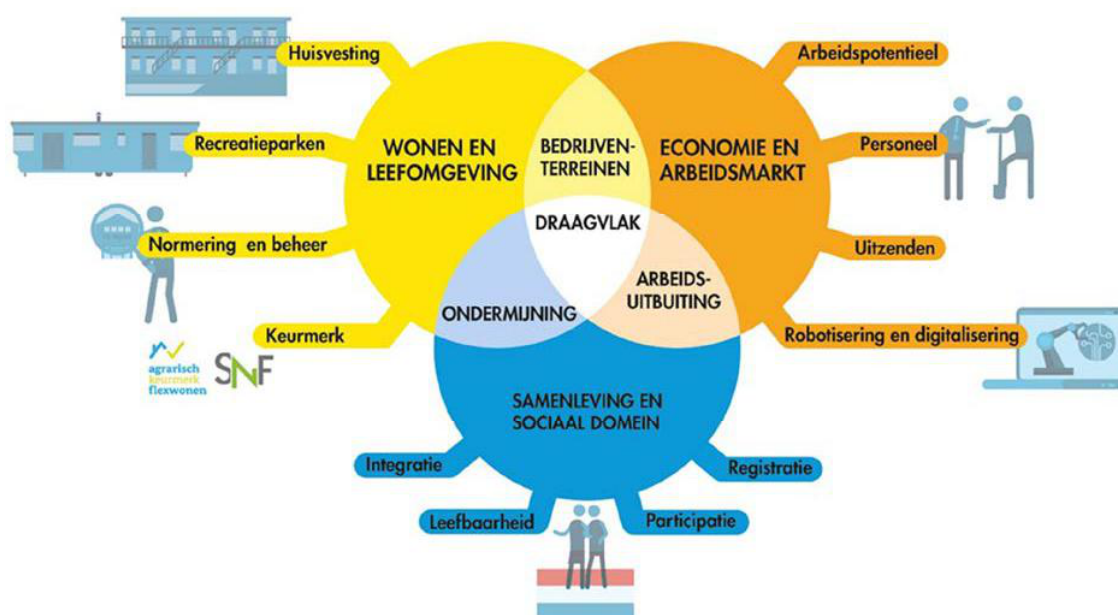 Huisvesting
Recreatieparken
Normering en beheer
Keurmerk
agrarisch
keurmerk
flexwonen
SNF
WONEN EN
LEEFOMGEVING
BEDRIJVEN-
TERREINEN
ECONOMIE EN
ARBEIDSMARKT
DRAAGVLAK
ONDERMIJNING
ARBEIDS-
UITBUITING
SAMENLEVING EN
SOCIAAL DOMEIN
Arbeidspotentieel
Personeel
Uitzenden
Robotisering en digitalisering
Integratie
Leefbaarheid
Participatie
Registratie